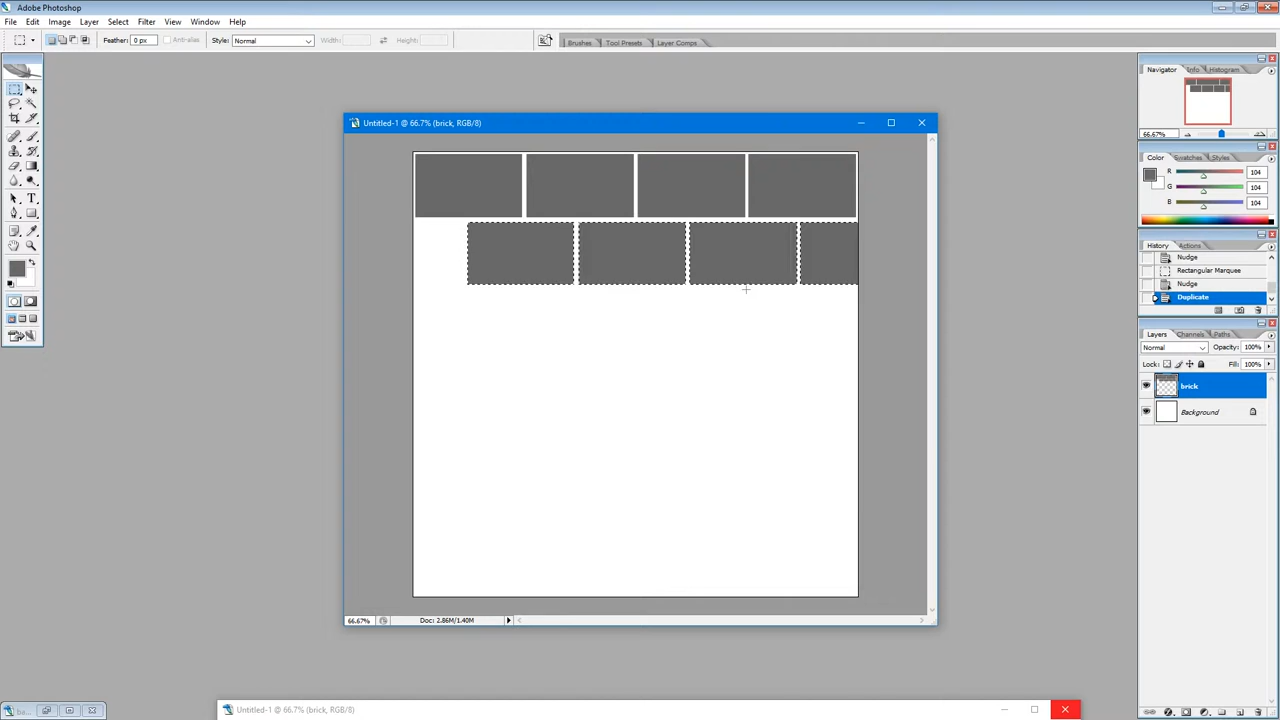 Adobe Photoshop
File Edit Image Layer Select Filter View Window Help
Feather: 0 px Anti-alias Style: Normal Width: Height: Brushes Tool Presets Layer Comps
Navigator Info Histogram
Untitled-1 @ 66.7% (brick, RGB/8)
66.67%
Color Swatches Styles
R 104
G 104
B 104
T
History Actions
Nudge
Rectangular Marquee
Nudge
Duplicate
Layers Channels Paths
Normal Opacity: 100%
Lock: Fill: 100%
brick
Background
66.67% Doc: 2.86M/1.40M
Untitled-1 @ 66.7% (brick, RGB/8)